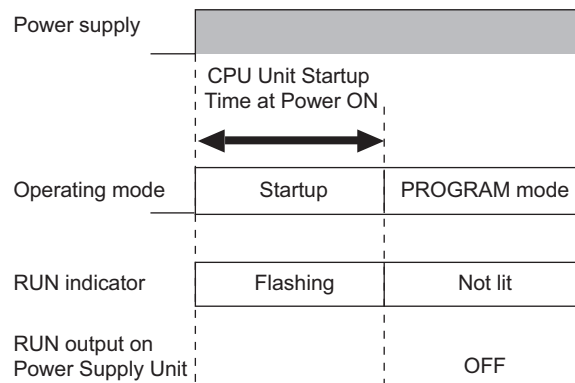 Power supply
CPU Unit Startup
Time at Power ON
Operating mode
Startup
PROGRAM mode
RUN indicator
Flashing
Not lit
RUN output on
Power Supply Unit
OFF